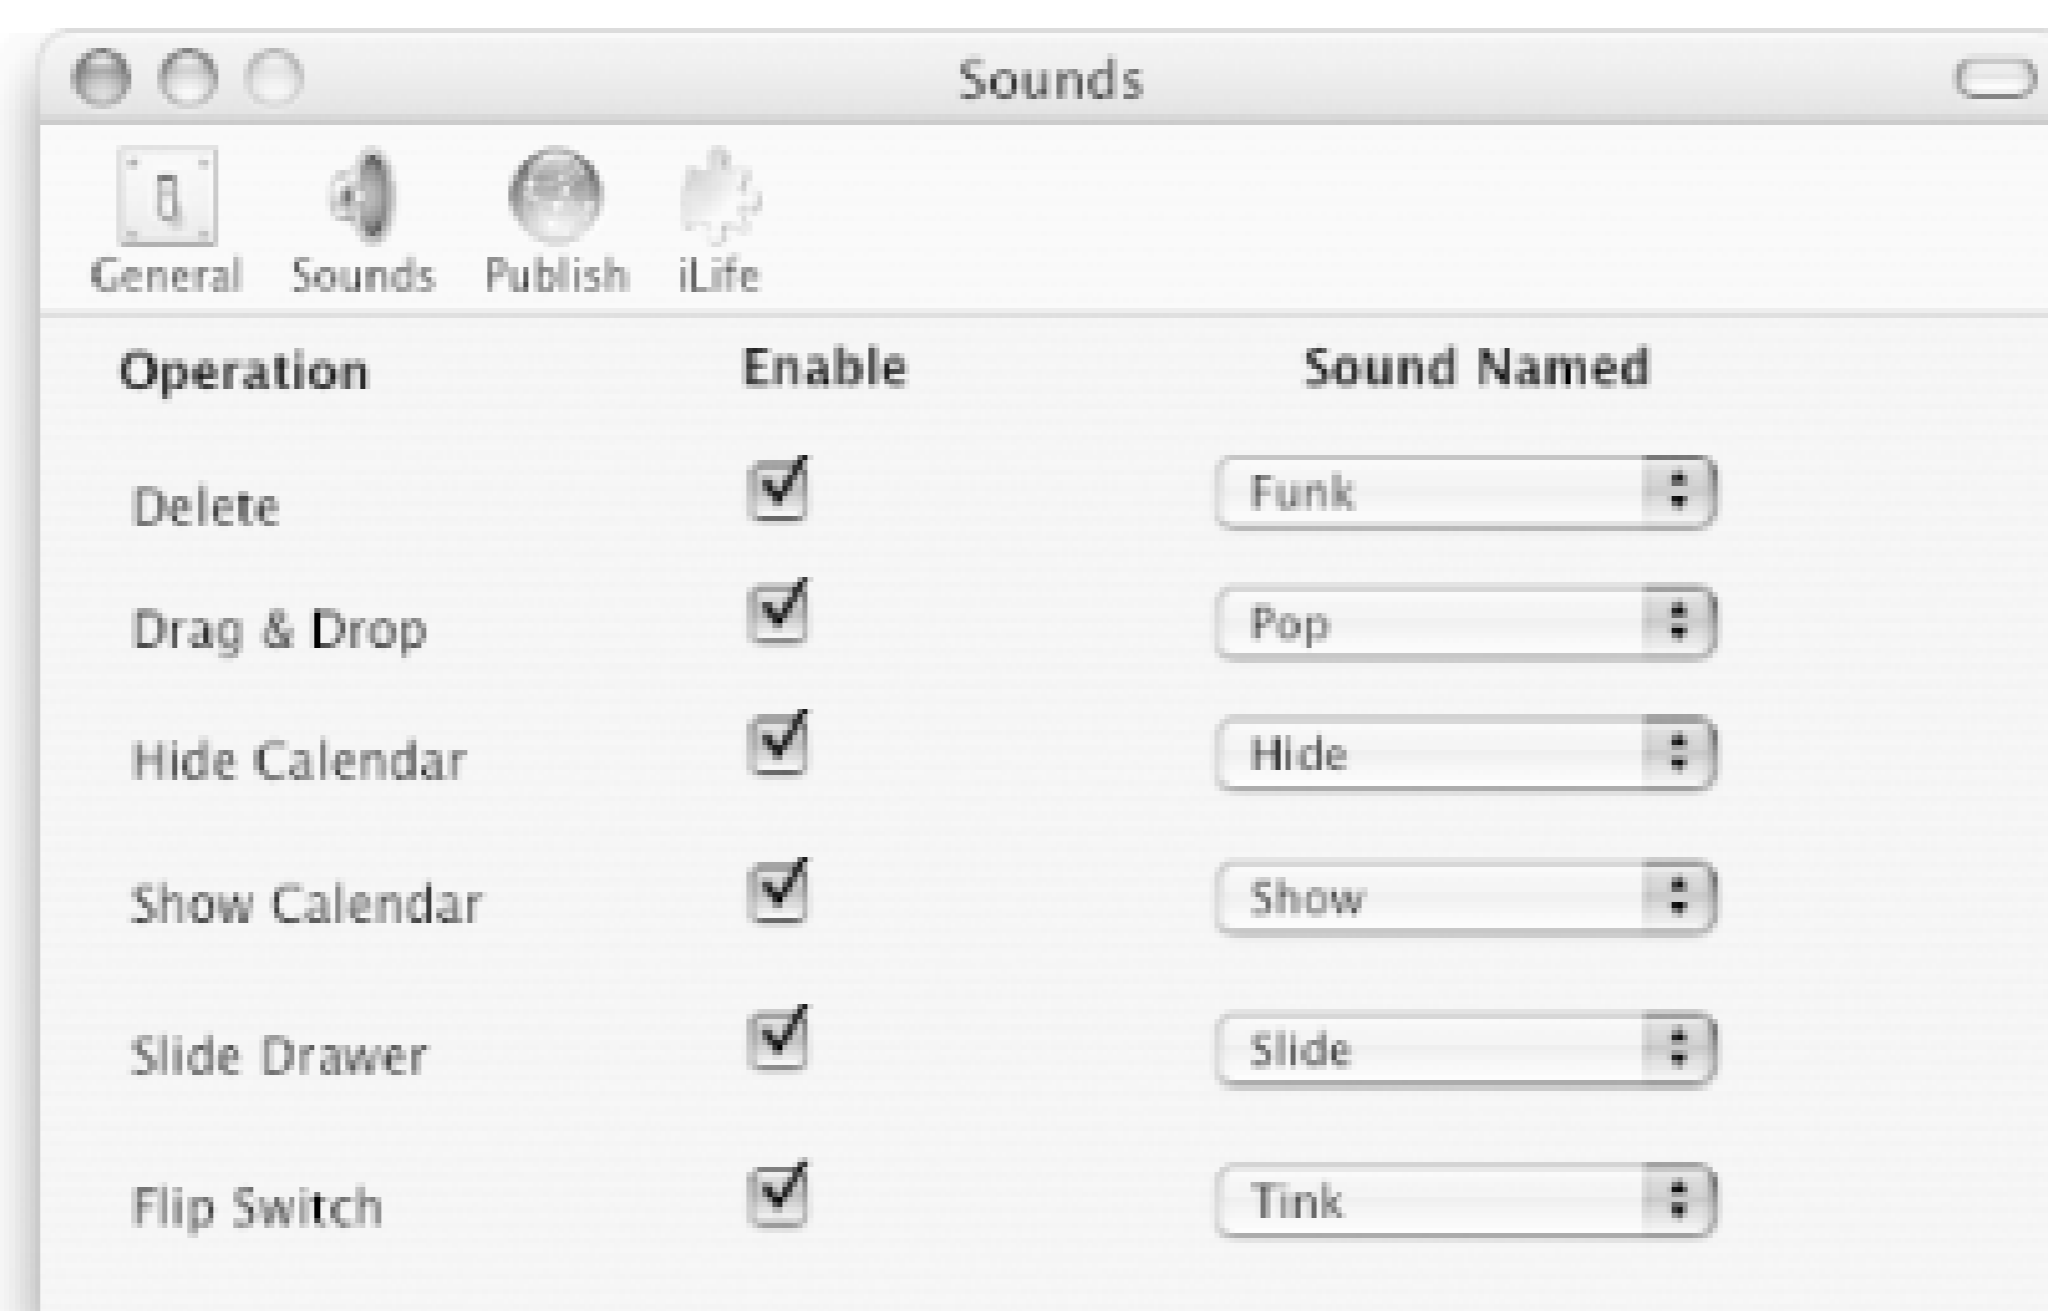 Sounds
General Sounds Publish iLife
Operation Enable Sound Named
Delete Funk
Drag & Drop Pop
Hide Calendar Hide
Show Calendar Show
Slide Drawer Slide
Flip Switch Tink